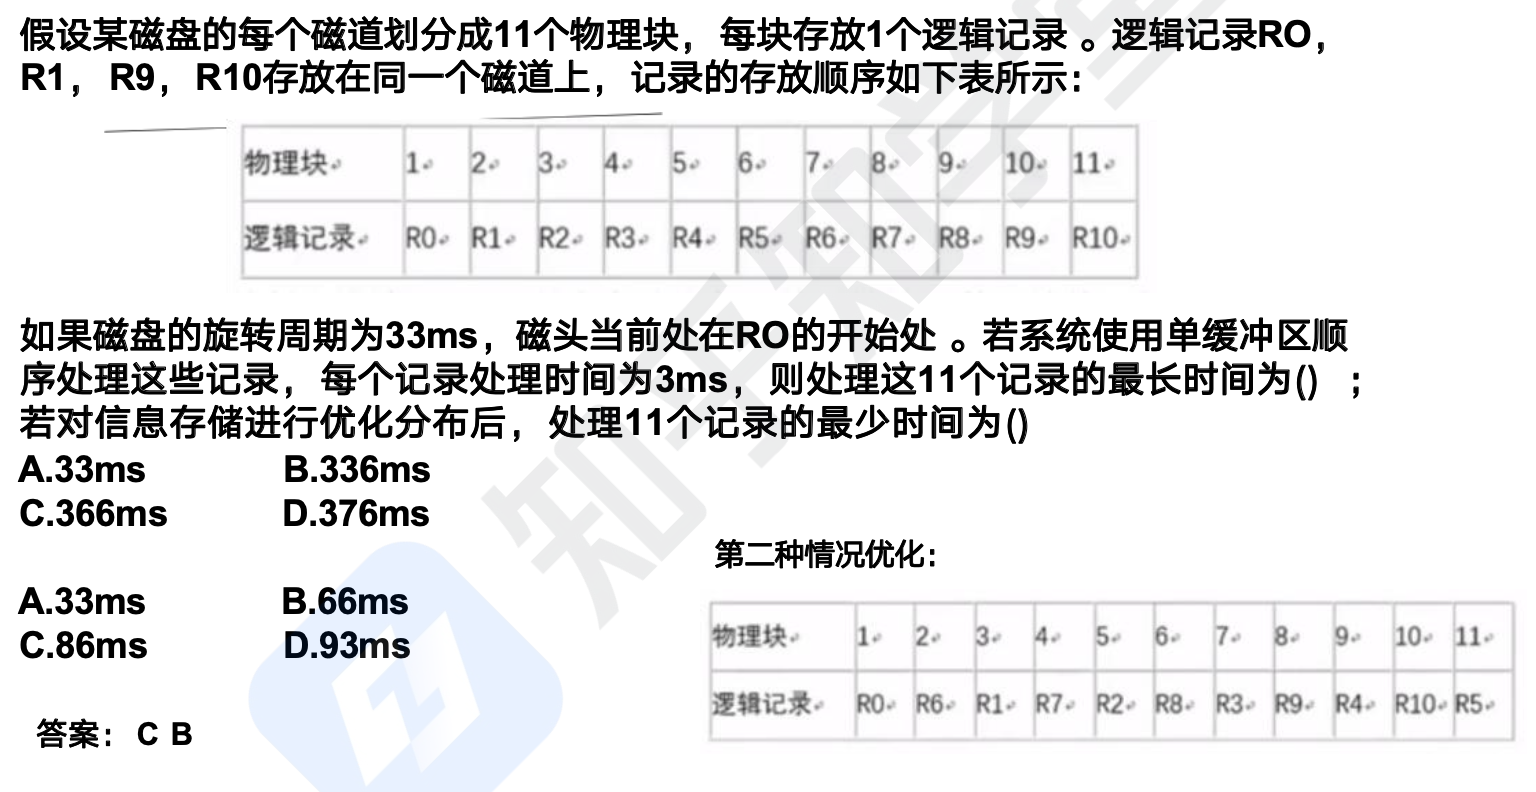 假设某磁盘的每个磁道划分成11个物理块，每块存放1个逻辑记录 。逻辑记录RO，
R1， R9，R10存放在同一个磁道上，记录的存放顺序如下表所示：
物理块 1 2 3 4 5 6 7 8 9 10 11
逻辑记录 R0 R1 R2 R3 R4 R5 R6 R7 R8 R9 R10
如果磁盘的旋转周期为33ms，磁头当前处在RO的开始处 。若系统使用单缓冲区顺
序处理这些记录，每个记录处理时间为3ms，则处理这11个记录的最长时间为() ；
若对信息存储进行优化分布后，处理11个记录的最少时间为()
A.33ms B.336ms
C.366ms D.376ms
第二种情况优化：
A.33ms B.66ms
C.86ms D.93ms
物理块 1 2 3 4 5 6 7 8 9 10 11
逻辑记录 R0 R6 R1 R7 R2 R8 R3 R9 R4 R10 R5
答案： C B
知乎知学堂